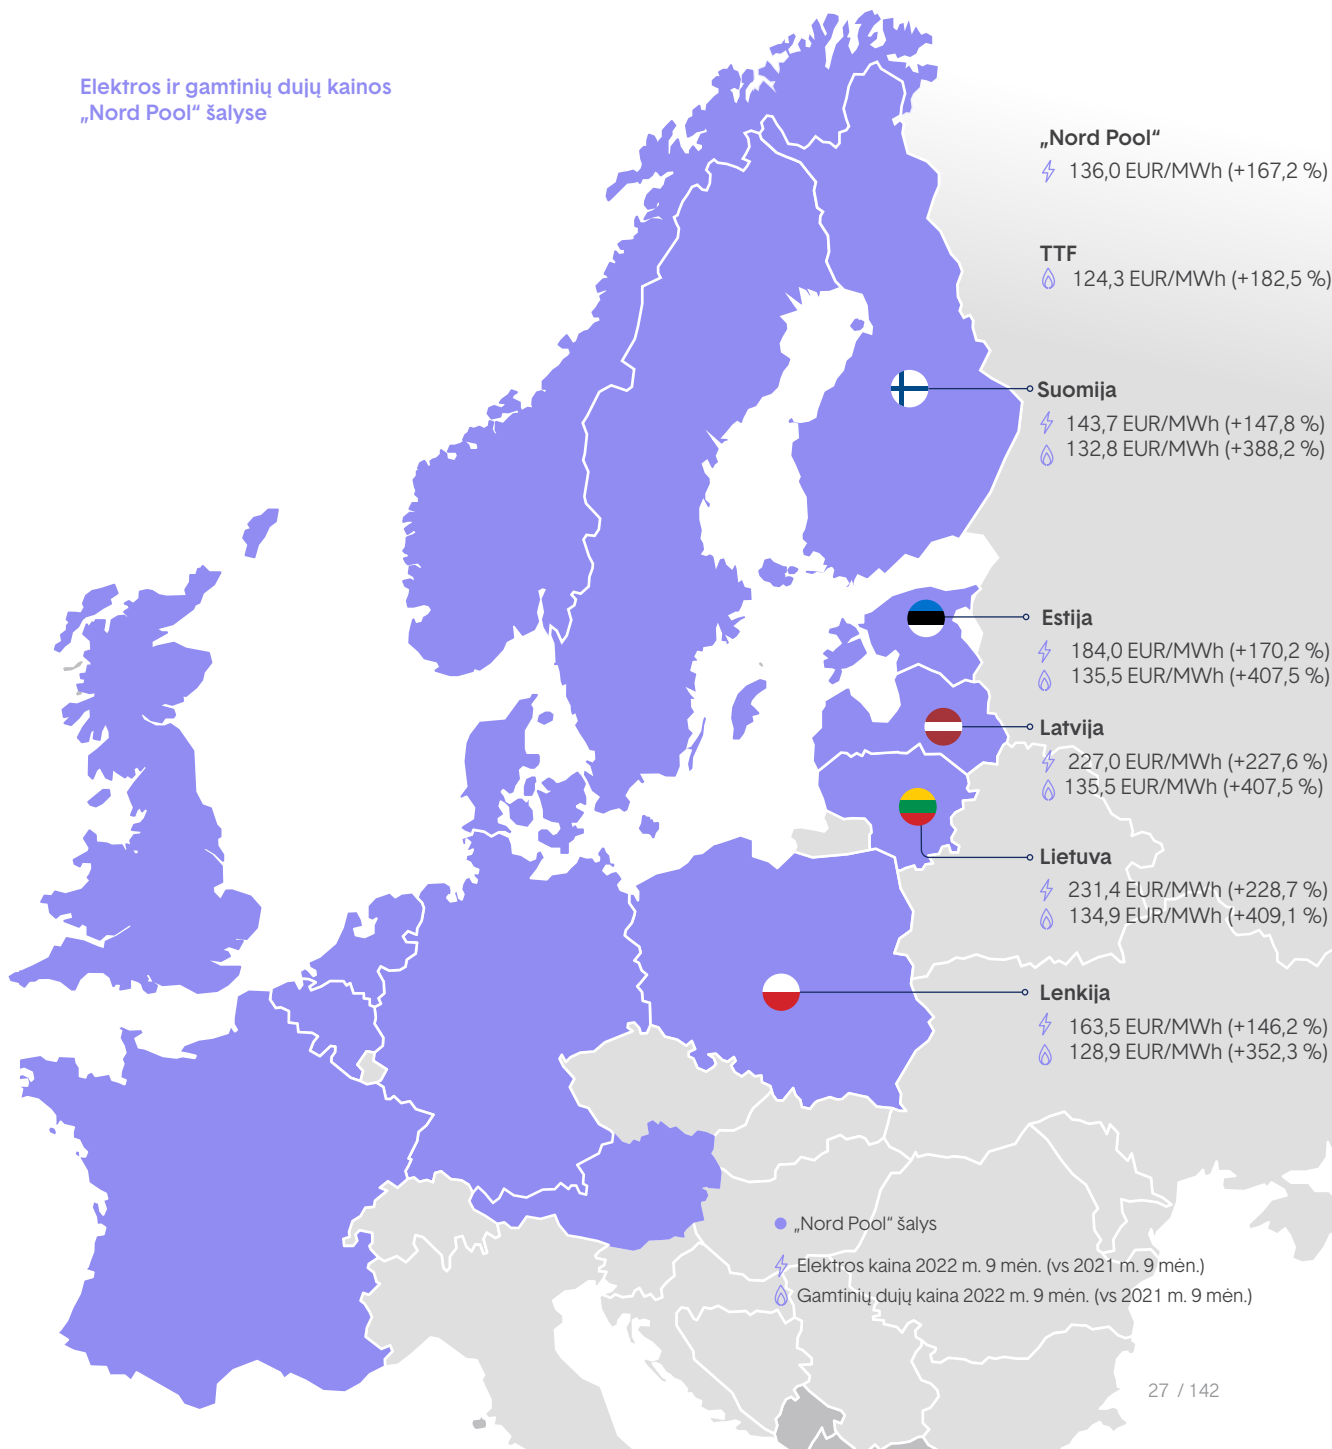 Elektros ir gamtinių dujų kainos
„Nord Pool“ šalyse
„Nord Pool“
136,0 EUR/MWh (+167,2 %)
TTF
124,3 EUR/MWh (+182,5 %)
Suomija
143,7 EUR/MWh (+147,8 %)
132,8 EUR/MWh (+388,2 %)
Estija
184,0 EUR/MWh (+170,2 %)
135,5 EUR/MWh (+407,5 %)
Latvija
227,0 EUR/MWh (+227,6 %)
135,5 EUR/MWh (+407,5 %)
Lietuva
231,4 EUR/MWh (+228,7 %)
134,9 EUR/MWh (+409,1 %)
Lenkija
163,5 EUR/MWh (+146,2 %)
128,9 EUR/MWh (+352,3 %)
„Nord Pool“ šalys
Elektros kaina 2022 m. 9 mėn. (vs 2021 m. 9 mėn.)
Gamtinių dujų kaina 2022 m. 9 mėn. (vs 2021 m. 9 mėn.)
27 / 142